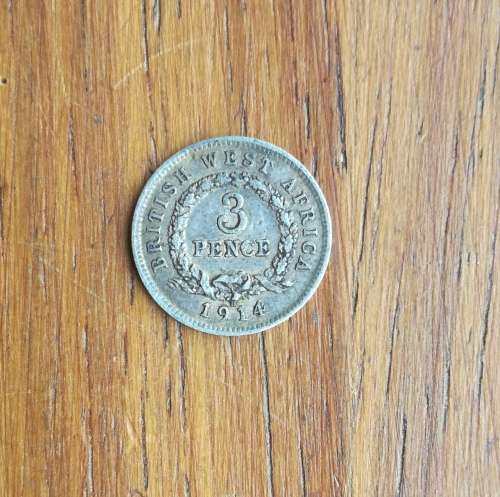 BRITISH WEST AFRICA
3
PENCE
1914